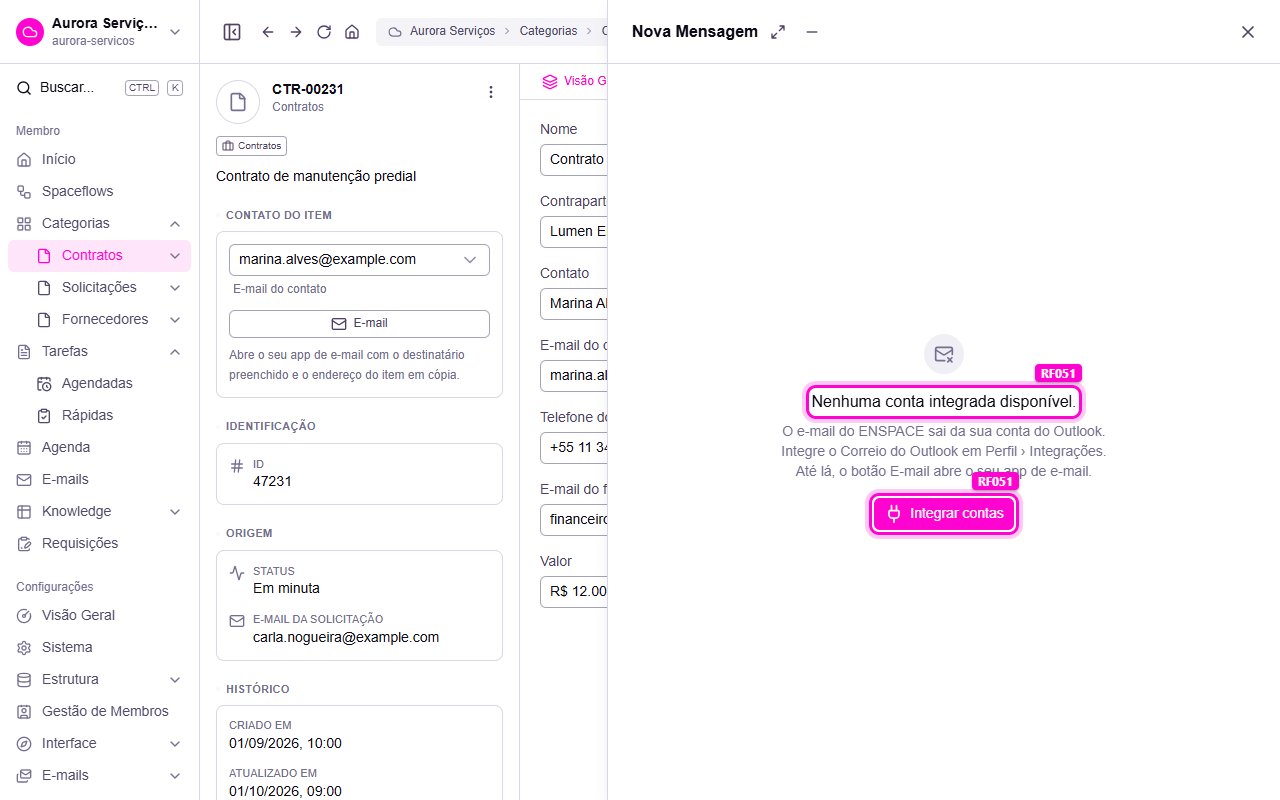 Aurora Serviç...
aurora-servicos
Buscar...
CTRL
K
Membro
Início
Spaceflows
Categorias
Contratos
Solicitações
Fornecedores
Tarefas
Agendadas
Rápidas
Agenda
E-mails
Knowledge
Requisições
Configurações
Visão Geral
Sistema
Estrutura
Gestão de Membros
Interface
E-mails
Aurora Serviços
Categorias
CTR-00231
Contratos
Contratos
Contrato de manutenção predial
CONTATO DO ITEM
marina.alves@example.com
E-mail do contato
E-mail
Abre o seu app de e-mail com o destinatário
preenchido e o endereço do item em cópia.
IDENTIFICAÇÃO
ID
47231
ORIGEM
STATUS
Em minuta
E-MAIL DA SOLICITAÇÃO
carla.nogueira@example.com
HISTÓRICO
CRIADO EM
01/09/2026, 10:00
ATUALIZADO EM
01/10/2026, 09:00
Visão G
Nome
Contrato
Contrapart
Lumen E
Contato
Marina Al
E-mail do c
marina.al
Telefone do
+55 11 34
E-mail do f
financeiro
Valor
R$ 12.00
Nova Mensagem
RF051
Nenhuma conta integrada disponível.
O e-mail do ENSPACE sai da sua conta do Outlook.
Integre o Correio do Outlook em Perfil › Integrações.
Até lá, o botão E-mail abre o seu app de e-mail.
RF051
Integrar contas